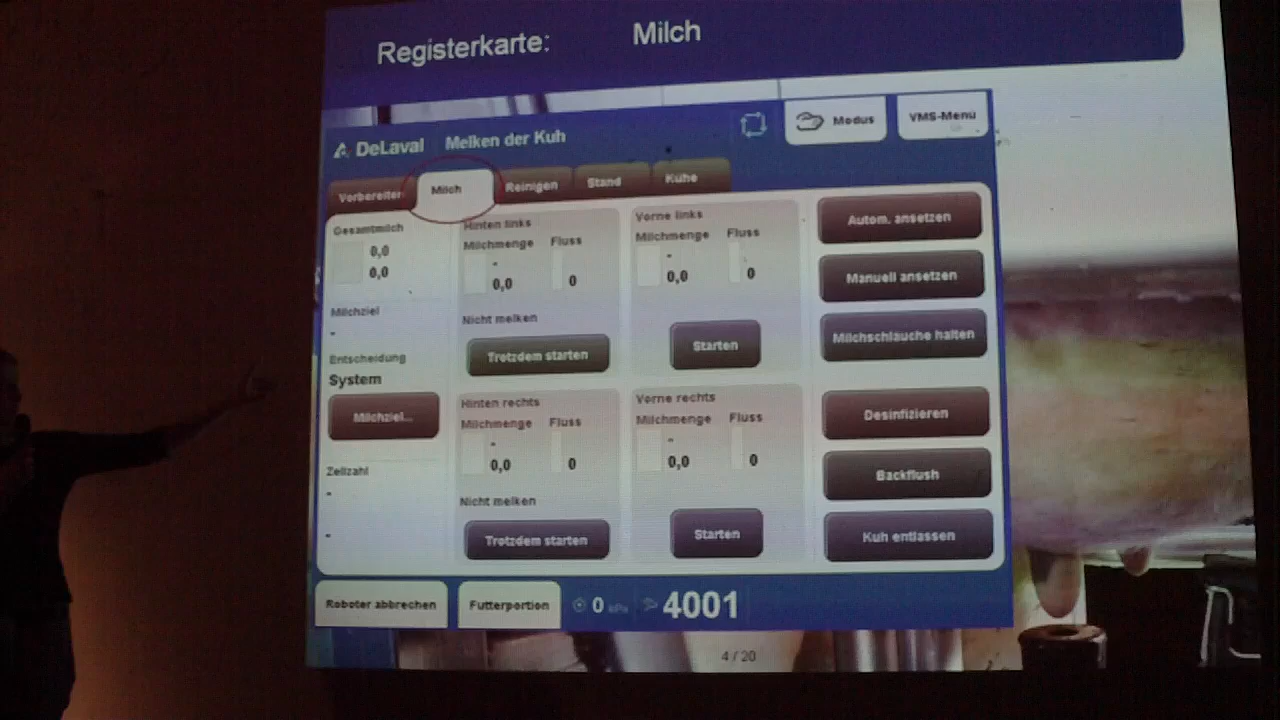 Registerkarte: Milch
Modus VMS-Menü
DeLaval Melken der Kuh
Vorbereiten Milch Reinigen Stand Kühe
Gesamtmilch
0,0
0,0
Milchziel
-
Entscheidung
System
Milchziel...
Zellzahl
-
-
Hinten links
Milchmenge Fluss
-
0,0 0
Nicht melken
Trotzdem starten
Vorne links
Milchmenge Fluss
-
0,0 0
Starten
Hinten rechts
Milchmenge Fluss
-
0,0 0
Nicht melken
Trotzdem starten
Vorne rechts
Milchmenge Fluss
-
0,0 0
Starten
Autom. ansetzen
Manuell ansetzen
Milchschläuche halten
Desinfizieren
Backflush
Kuh entlassen
Roboter abbrechen Futterportion 0 kPa 4001
4 / 20